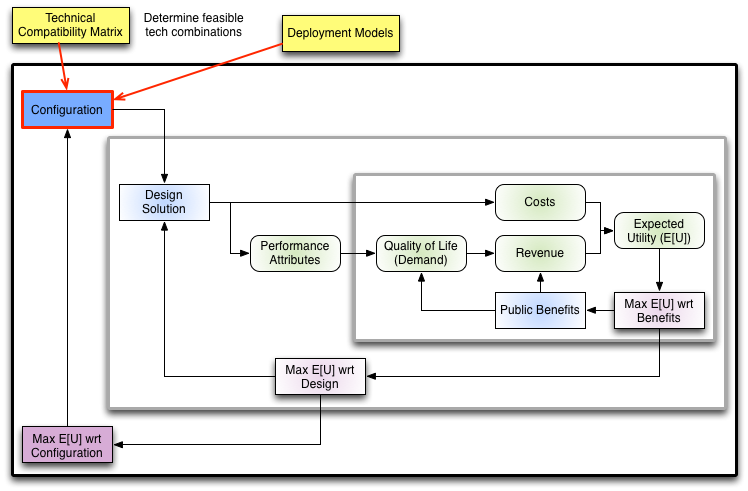 Technical
Compatibility Matrix
Determine feasible
tech combinations
Deployment Models
Configuration
Design
Solution
Costs
Expected
Utility (E[U])
Performance
Attributes
Quality of Life
(Demand)
Revenue
Public Benefits
Max E[U] wrt
Benefits
Max E[U] wrt
Design
Max E[U] wrt
Configuration